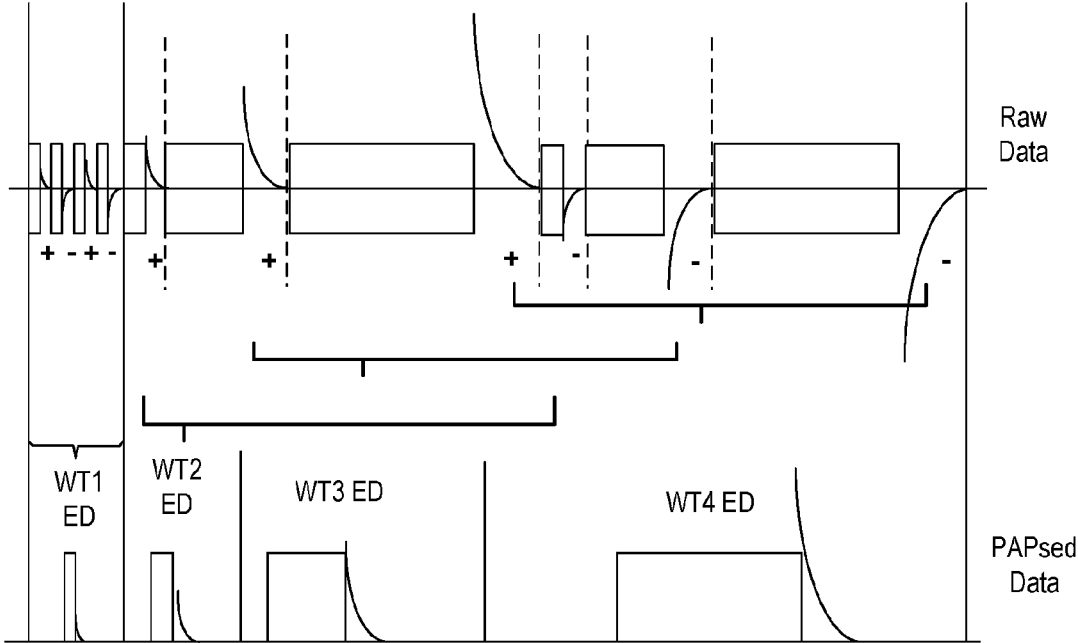 Raw
Data
+ - + -
+ + + - - -
WT1
ED
WT2
ED
WT3 ED
WT4 ED
PAPsed
Data